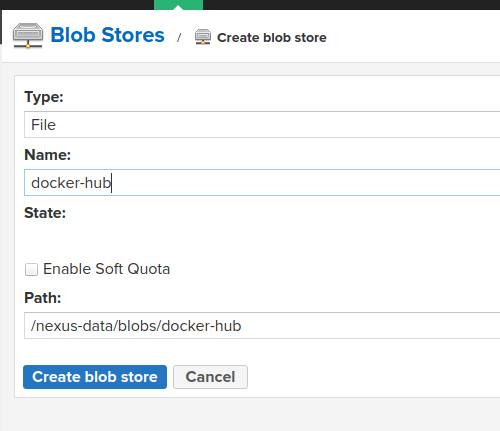 Blob Stores / Create blob store
Type:
File
Name:
docker-hub
State:
Enable Soft Quota
Path:
/nexus-data/blobs/docker-hub
Create blob store Cancel